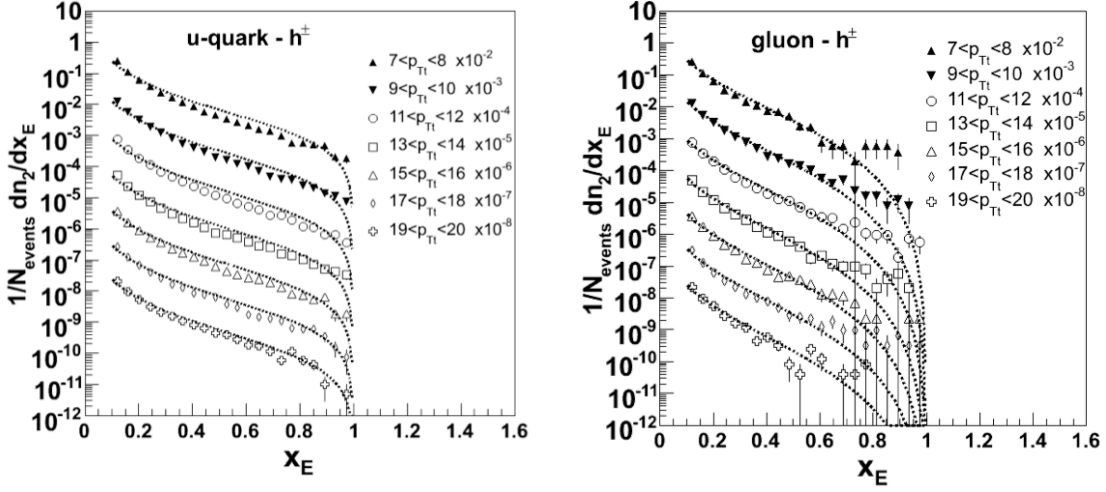 u-quark - h±
1/N_events dn₂/dx_E
10
1
10⁻¹
10⁻²
10⁻³
10⁻⁴
10⁻⁵
10⁻⁶
10⁻⁷
10⁻⁸
10⁻⁹
10⁻¹⁰
10⁻¹¹
10⁻¹²
7<p_Tt<8 x10⁻²
9<p_Tt<10 x10⁻³
11<p_Tt<12 x10⁻⁴
13<p_Tt<14 x10⁻⁵
15<p_Tt<16 x10⁻⁶
17<p_Tt<18 x10⁻⁷
19<p_Tt<20 x10⁻⁸
0 0.2 0.4 0.6 0.8 1 1.2 1.4 1.6
x_E
gluon - h±
1/N_events dn₂/dx_E
10
1
10⁻¹
10⁻²
10⁻³
10⁻⁴
10⁻⁵
10⁻⁶
10⁻⁷
10⁻⁸
10⁻⁹
10⁻¹⁰
10⁻¹¹
10⁻¹²
7<p_Tt<8 x10⁻²
9<p_Tt<10 x10⁻³
11<p_Tt<12 x10⁻⁴
13<p_Tt<14 x10⁻⁵
15<p_Tt<16 x10⁻⁶
17<p_Tt<18 x10⁻⁷
19<p_Tt<20 x10⁻⁸
0 0.2 0.4 0.6 0.8 1 1.2 1.4 1.6
x_E